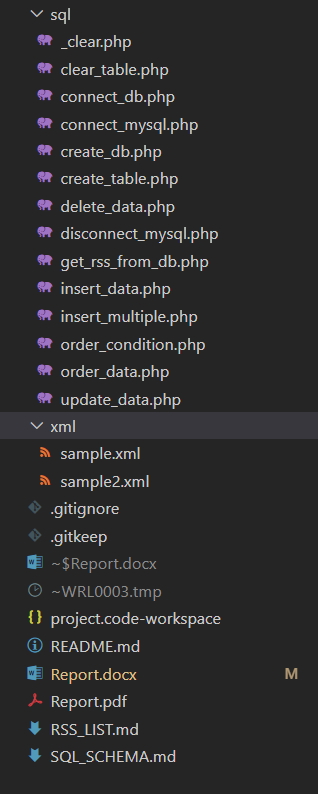 sql
_clear.php
clear_table.php
connect_db.php
connect_mysql.php
create_db.php
create_table.php
delete_data.php
disconnect_mysql.php
get_rss_from_db.php
insert_data.php
insert_multiple.php
order_condition.php
order_data.php
update_data.php
xml
sample.xml
sample2.xml
.gitignore
.gitkeep
~$Report.docx
~WRL0003.tmp
project.code-workspace
README.md
Report.docx M
Report.pdf
RSS_LIST.md
SQL_SCHEMA.md